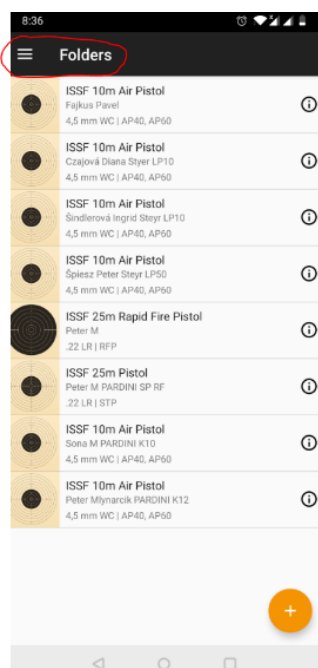 8:36
Folders
ISSF 10m Air Pistol
Fajkus Pavel
4,5 mm WC | AP40, AP60
ISSF 10m Air Pistol
Czajová Diana Styer LP10
4,5 mm WC | AP40, AP60
ISSF 10m Air Pistol
Šindlerová Ingrid Steyr LP10
4,5 mm WC | AP40, AP60
ISSF 10m Air Pistol
Špiesz Peter Steyr LP50
4,5 mm WC | AP40, AP60
ISSF 25m Rapid Fire Pistol
Peter M
.22 LR | RFP
ISSF 25m Pistol
Peter M PARDINI SP RF
.22 LR | STP
ISSF 10m Air Pistol
Sona M PARDINI K10
4,5 mm WC | AP40, AP60
ISSF 10m Air Pistol
Peter Mlynarcik PARDINI K12
4,5 mm WC | AP40, AP60